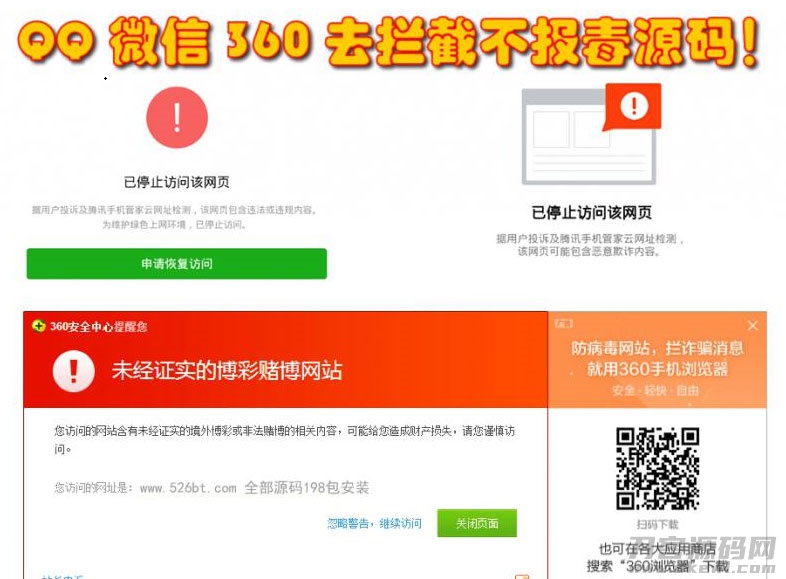 QQ 微信 360 去拦截不报毒源码!
已停止访问该网页
据用户投诉及腾讯手机管家云网址检测，该网页包含违法或违规内容。
为维护绿色上网环境，已停止访问。
申请恢复访问
已停止访问该网页
据用户投诉及腾讯手机管家云网址检测，
该网页可能包含恶意欺诈内容。
360安全中心提醒您
未经证实的博彩赌博网站
您访问的网站含有未经证实的境外博彩或非法赌博的相关内容，可能给您造成财产损失，请您谨慎访
问。
您访问的网址是：www.526bt.com 全部源码198包安装
忽略警告，继续访问
关闭页面
防病毒网站，拦诈骗消息
就用360手机浏览器
安全·轻快·自由
扫码下载
也可在各大应用商店
搜索“360浏览器”下载